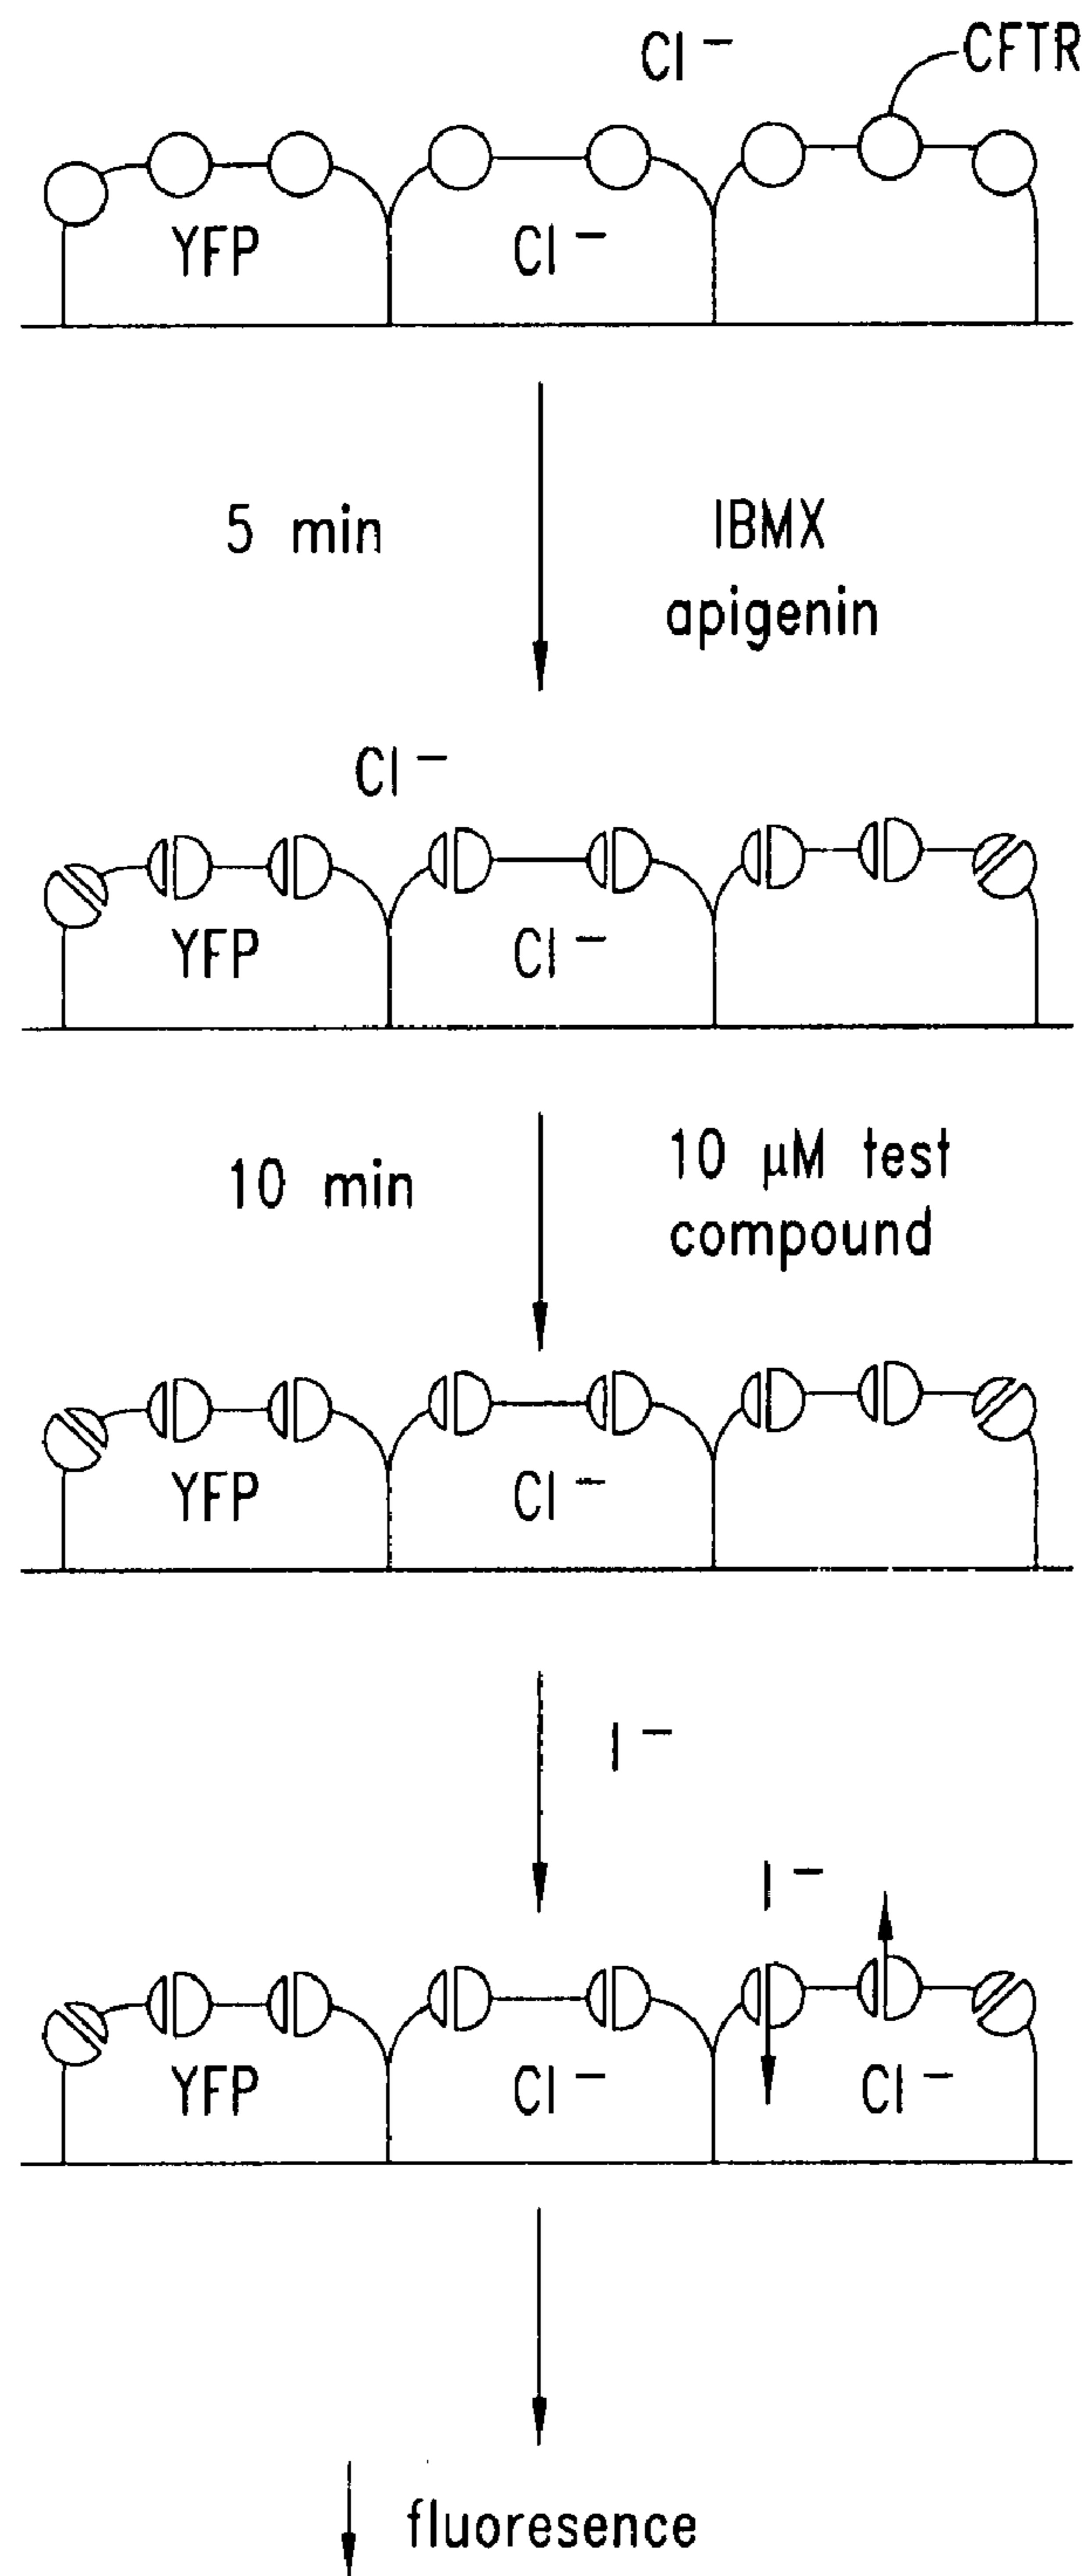 Cl⁻
CFTR
YFP
Cl⁻
5 min
IBMX
apigenin
Cl⁻
YFP
Cl⁻
10 min
10 μM test
compound
YFP
Cl⁻
I⁻
I⁻
YFP
Cl⁻
Cl⁻
fluoresence